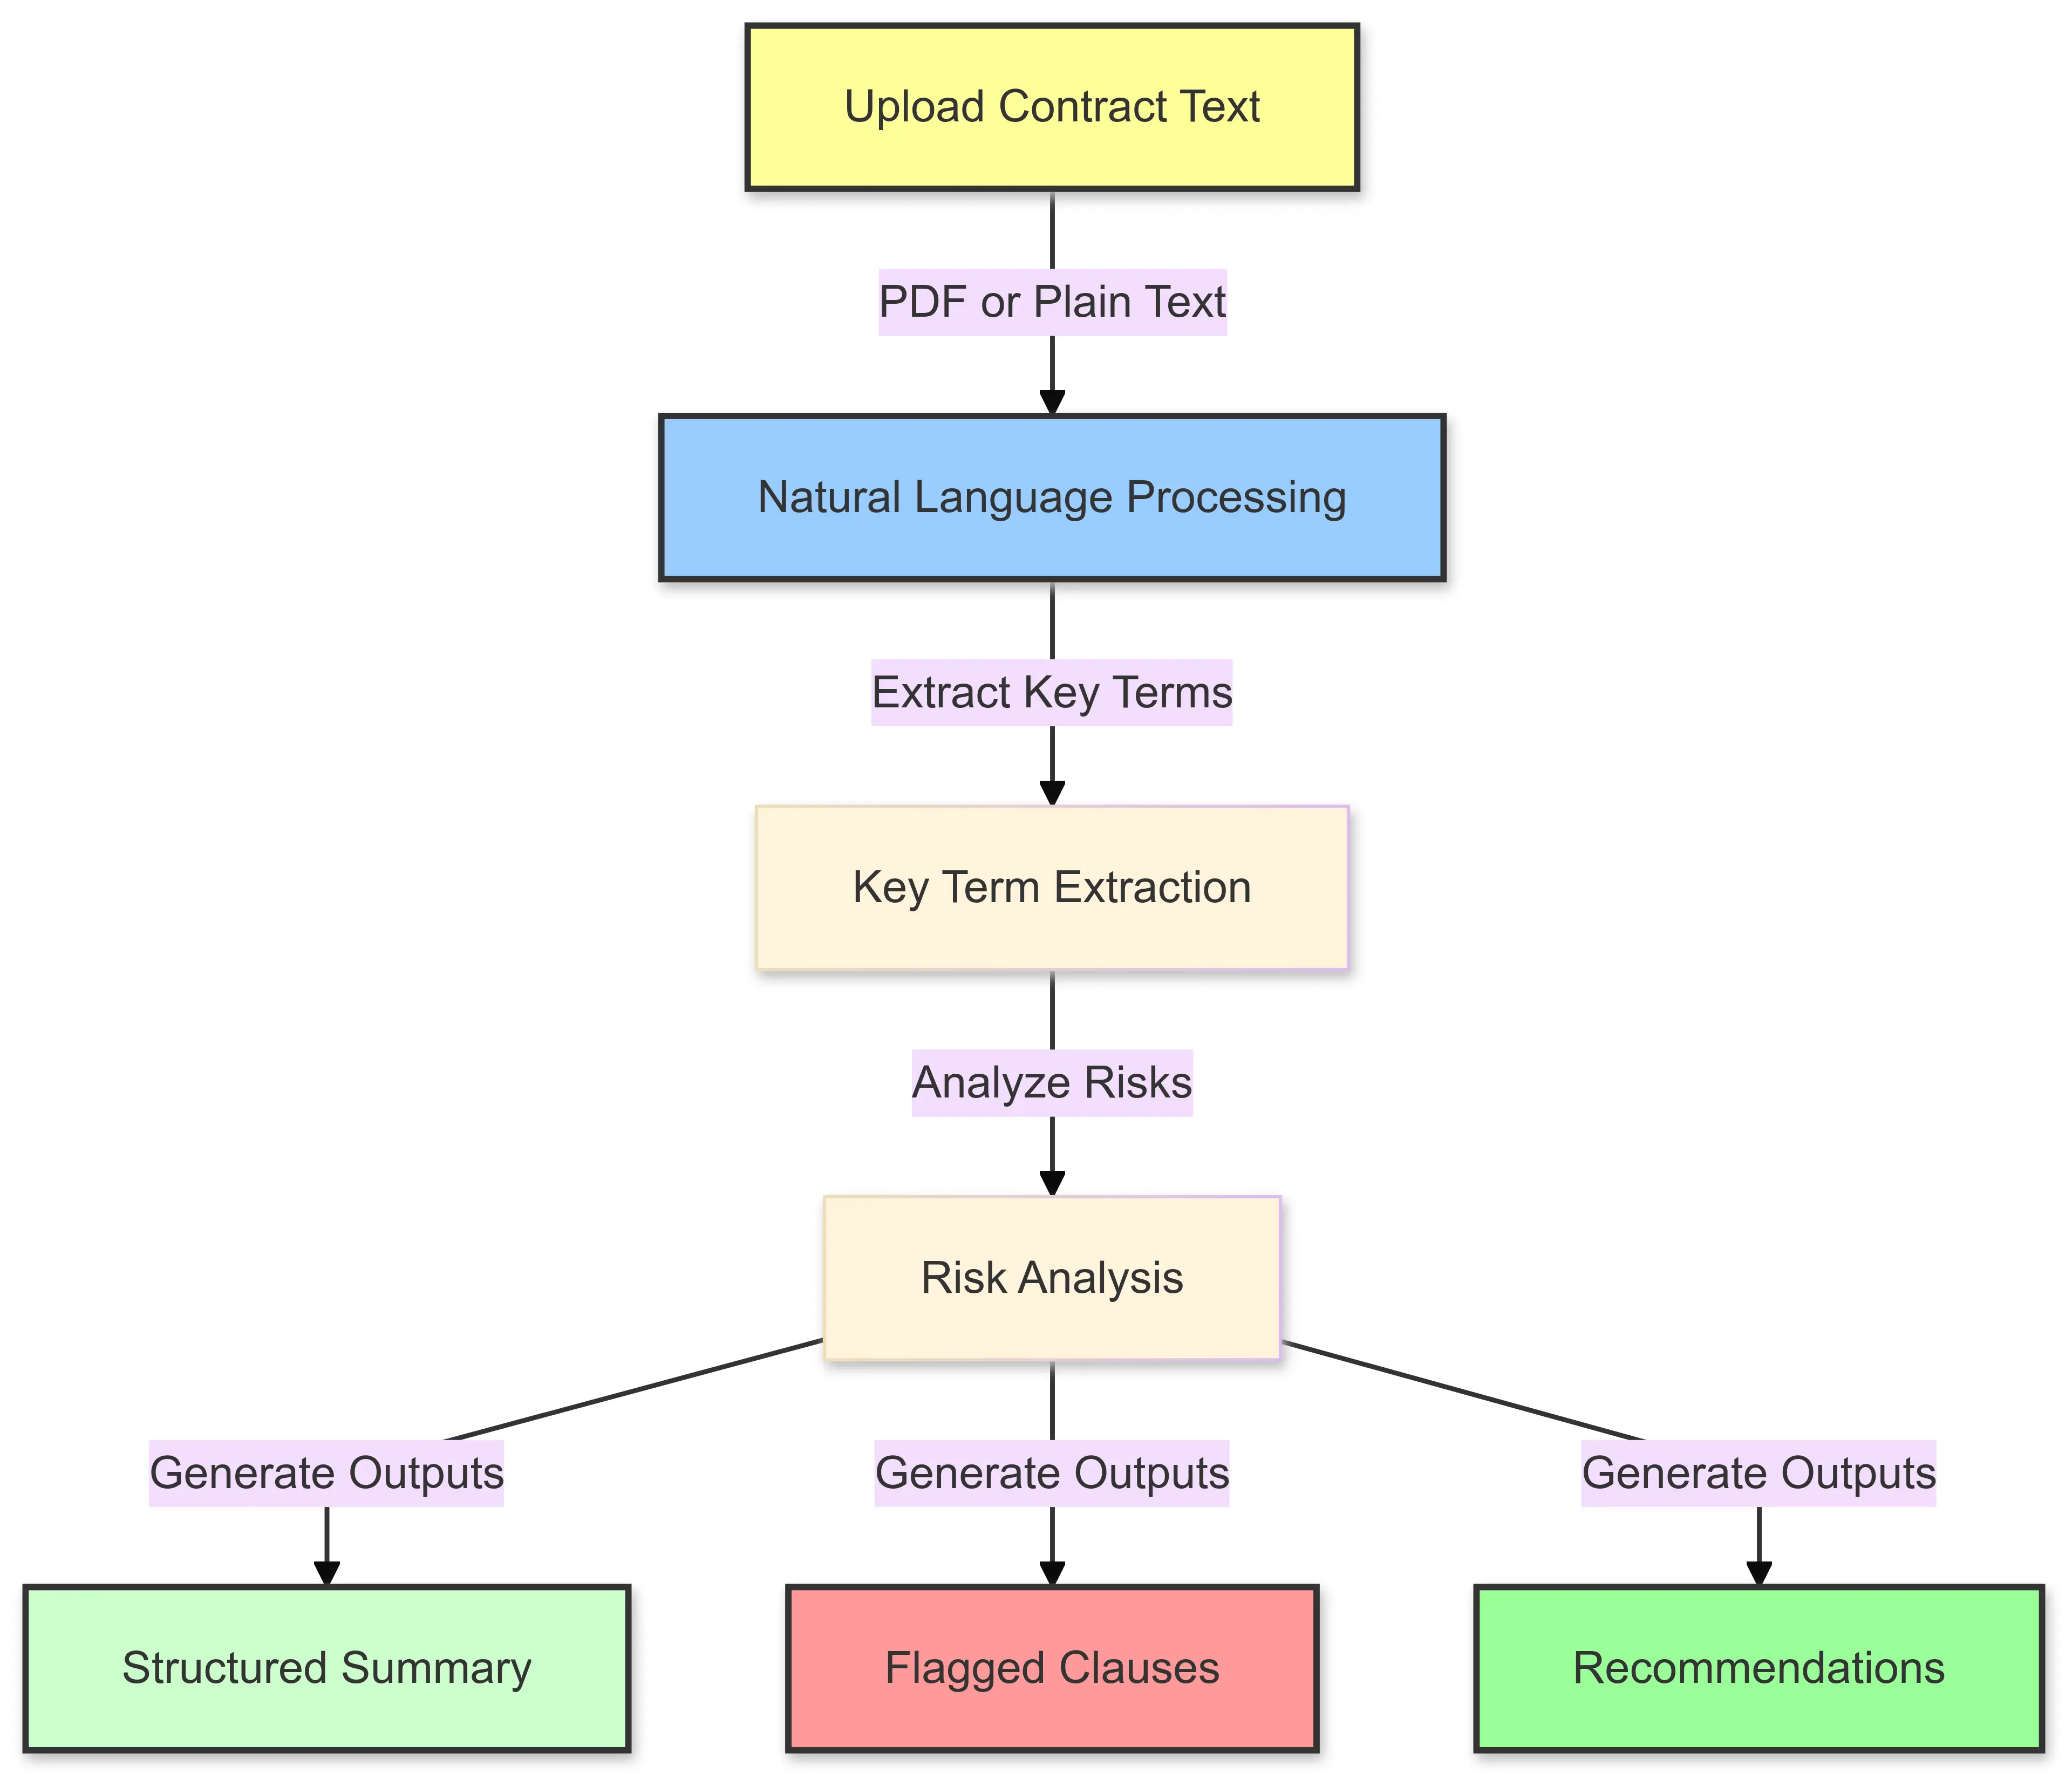 Upload Contract Text
PDF or Plain Text
Natural Language Processing
Extract Key Terms
Key Term Extraction
Analyze Risks
Risk Analysis
Generate Outputs
Generate Outputs
Generate Outputs
Structured Summary
Flagged Clauses
Recommendations